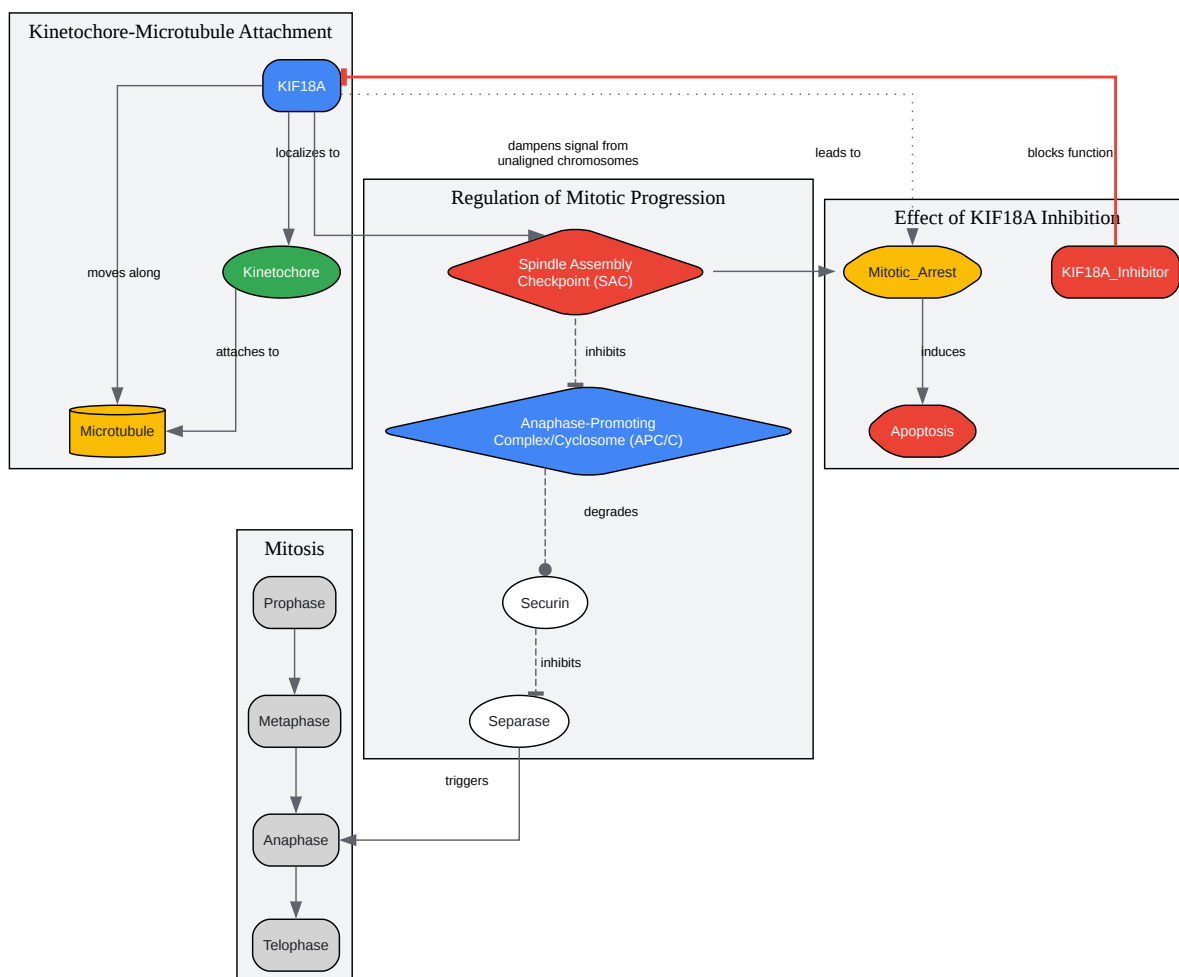 Kinetochore-Microtubule Attachment
KIF18A
localizes to
dampens signal from
unaligned chromosomes
leads to
blocks function
Regulation of Mitotic Progression
Effect of KIF18A Inhibition
moves along
Kinetochore
Spindle Assembly
Checkpoint (SAC)
Mitotic_Arrest
KIF18A_Inhibitor
attaches to
inhibits
induces
Microtubule
Anaphase-Promoting
Complex/Cyclosome (APC/C)
Apoptosis
degrades
Mitosis
Prophase
Securin
inhibits
Metaphase
Separase
triggers
Anaphase
Telophase